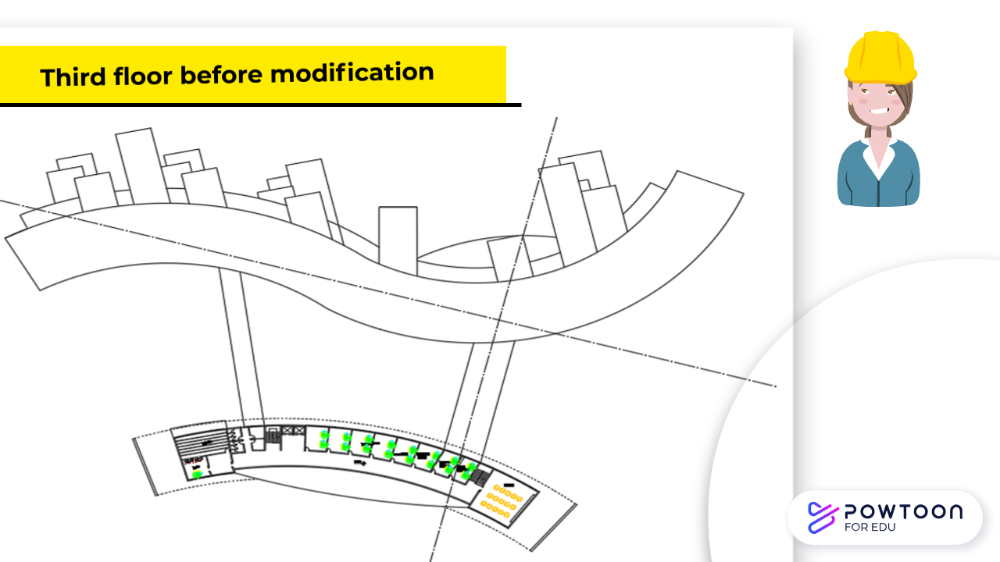 Third floor before modification
POWTOON
FOR EDU